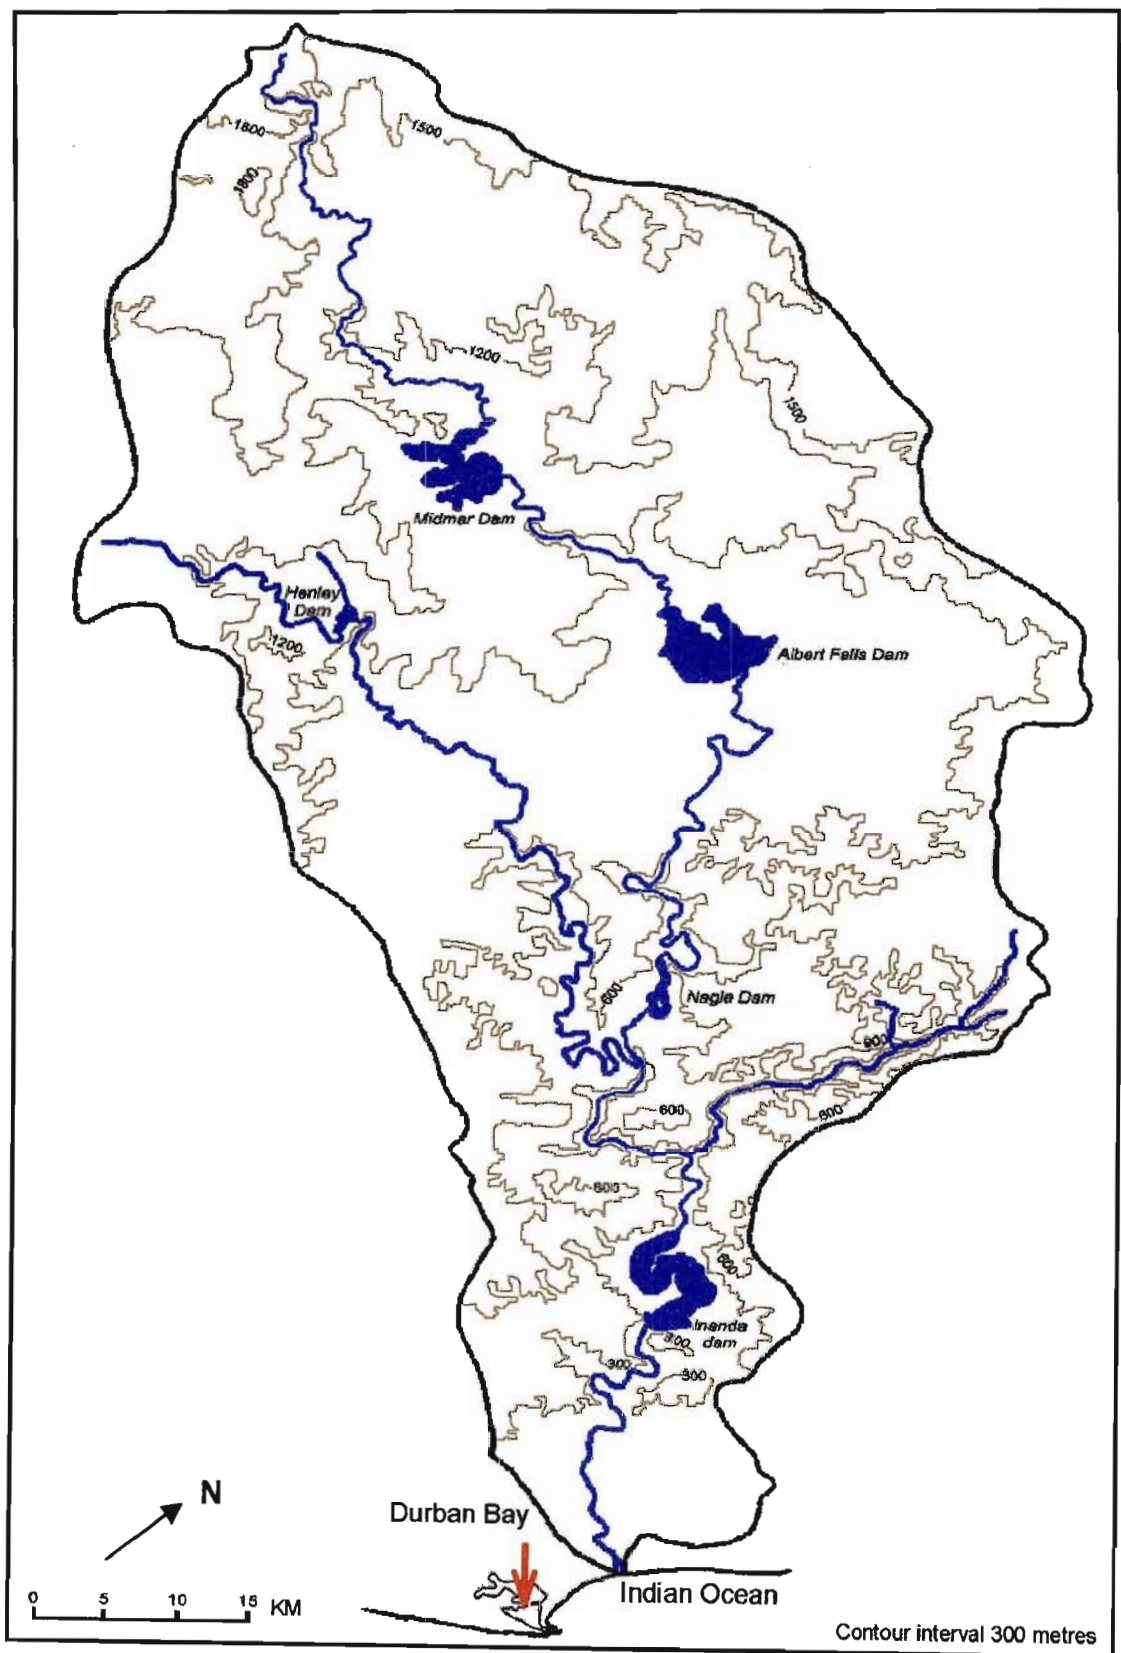 1800
1500
1800
1200
1500
Midmar Dam
Henley
Dam
1200
Albert Falls Dam
600
Nagle Dam
900
600
600
600
600
Inanda
dam
300
300
300
N
Durban Bay
Indian Ocean
0 5 10 15 KM
Contour interval 300 metres